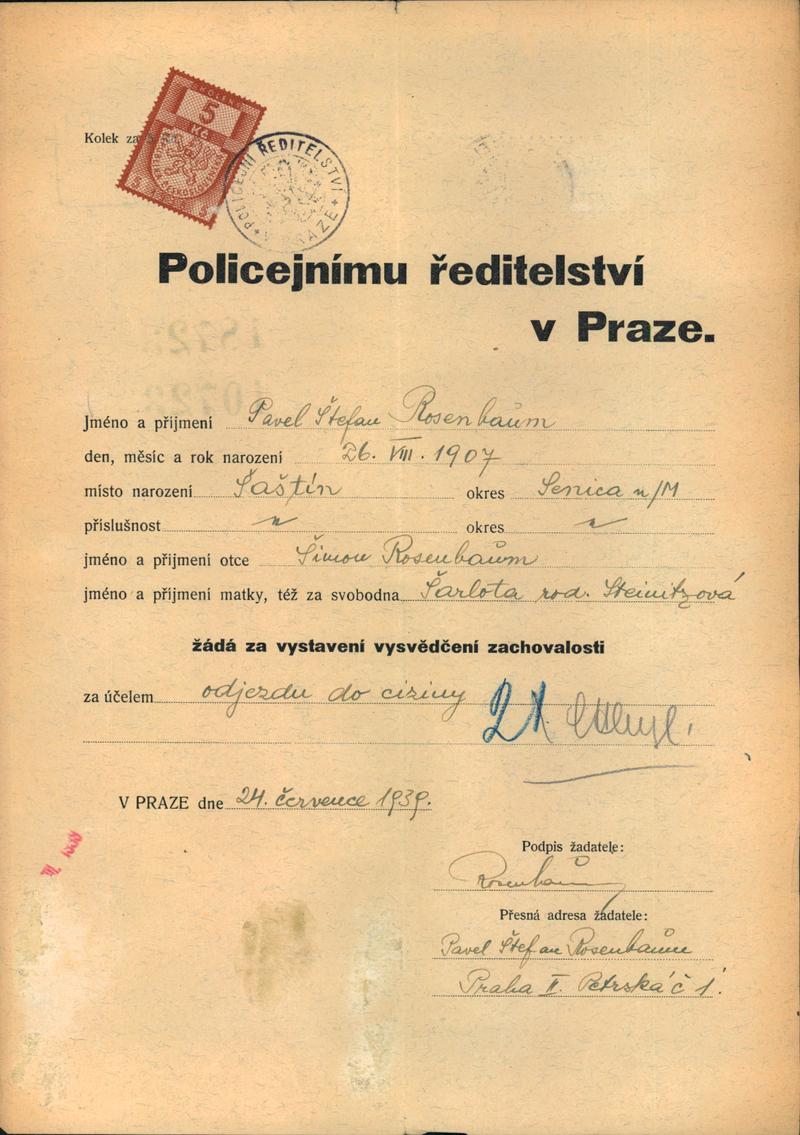 Kolek za 5 Kč
5
Kč
POLICEJNÍ ŘEDITELSTVÍ
V PRAZE
Policejnímu ředitelství
v Praze.
Jméno a příjmení Pavel Štefan Rosenbaum
den, měsíc a rok narození 26. VIII. 1907
místo narození Šaštín okres Senica n/M
příslušnost " okres "
jméno a příjmení otce Šimon Rosenbaum
jméno a příjmení matky, též za svobodna Šarlota rod. Steinitzová
žádá za vystavení vysvědčení zachovalosti
za účelem odjezdu do ciziny
V PRAZE dne 24. července 1939.
Podpis žadatele:
Rosenbaum
Přesná adresa žadatele:
Pavel Štefan Rosenbaum
Praha II. Petrská č 1.